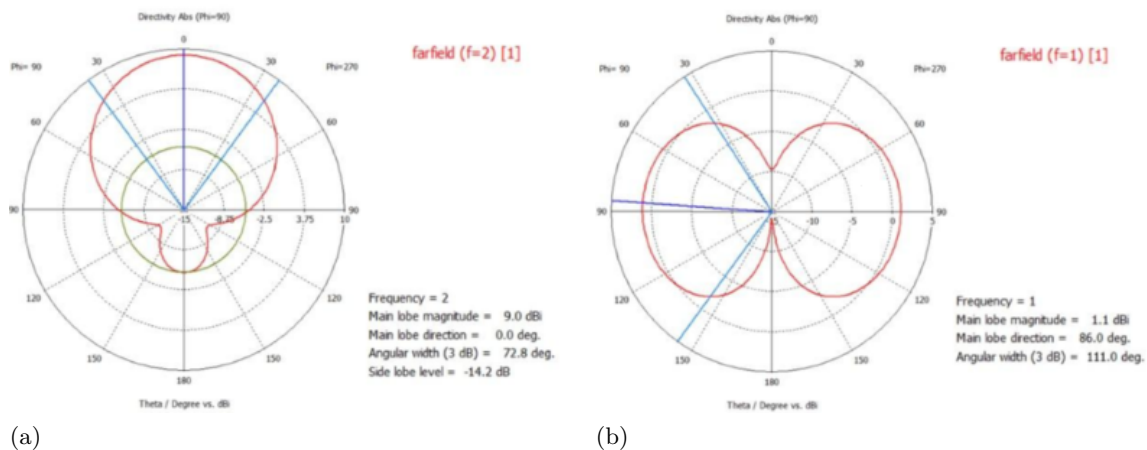 Directivity Abs (Phi=90)
farfield (f=2) [1]
Phi= 90
0
Phi=270
30
30
60
60
90
-15
-8.75
-2.5
3.75
10
90
120
120
150
150
180
Frequency = 2
Main lobe magnitude = 9.0 dBi
Main lobe direction = 0.0 deg.
Angular width (3 dB) = 72.8 deg.
Side lobe level = -14.2 dB
Theta / Degree vs. dBi
(a)
Directivity Abs (Phi=90)
farfield (f=1) [1]
Phi= 90
0
Phi=270
30
30
60
60
90
-15
-10
-5
0
5
90
120
120
150
150
180
Frequency = 1
Main lobe magnitude = 1.1 dBi
Main lobe direction = 86.0 deg.
Angular width (3 dB) = 111.0 deg.
Theta / Degree vs. dBi
(b)